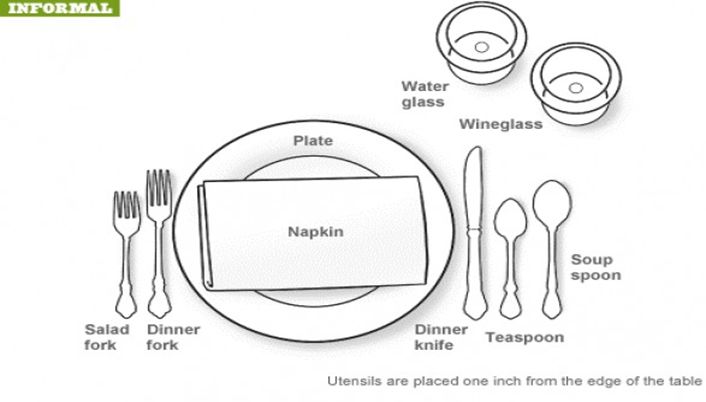 INFORMAL
Water
glass
Wineglass
Plate
Napkin
Soup
spoon
Salad
fork
Dinner
fork
Dinner
knife
Teaspoon
Utensils are placed one inch from the edge of the table